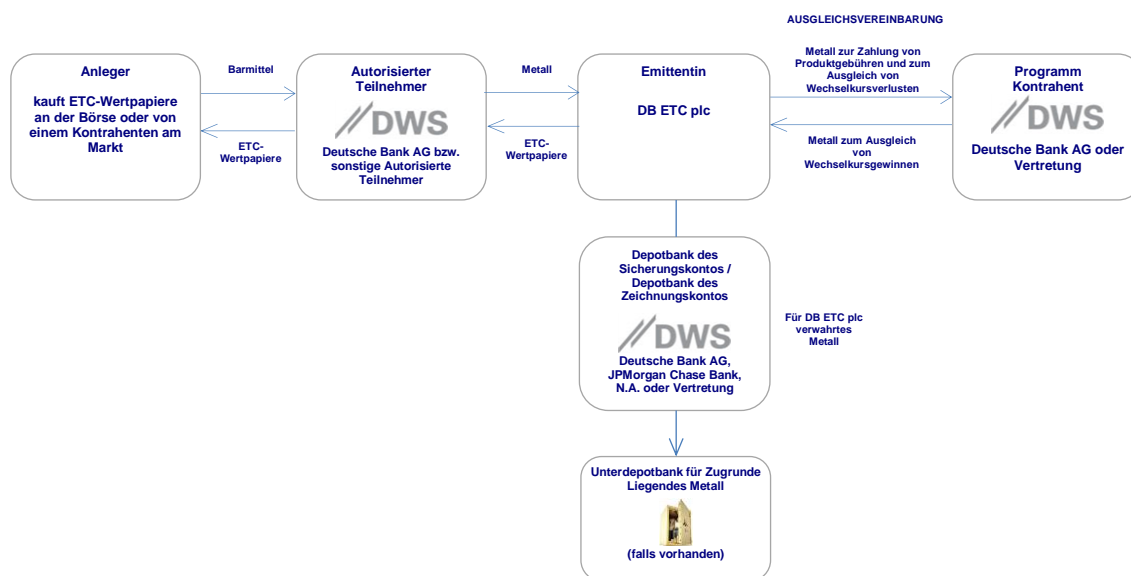 AUSGLEICHSVEREINBARUNG
Anleger
kauft ETC-Wertpapiere
an der Börse oder von
einem Kontrahenten am
Markt
Barmittel
ETC-
Wertpapiere
Autorisierter
Teilnehmer
DWS
Deutsche Bank AG bzw.
sonstige Autorisierte
Teilnehmer
Metall
ETC-
Wertpapiere
Emittentin
DB ETC plc
Metall zur Zahlung von
Produktgebühren und zum
Ausgleich von
Wechselkursverlusten
Metall zum Ausgleich
von
Wechselkursgewinnen
Programm
Kontrahent
DWS
Deutsche Bank AG oder
Vertretung
Depotbank des
Sicherungskontos /
Depotbank des
Zeichnungskontos
DWS
Deutsche Bank AG,
JPMorgan Chase Bank,
N.A. oder Vertretung
Für DB ETC plc
verwahrtes
Metall
Unterdepotbank für Zugrunde
Liegendes Metall
(falls vorhanden)